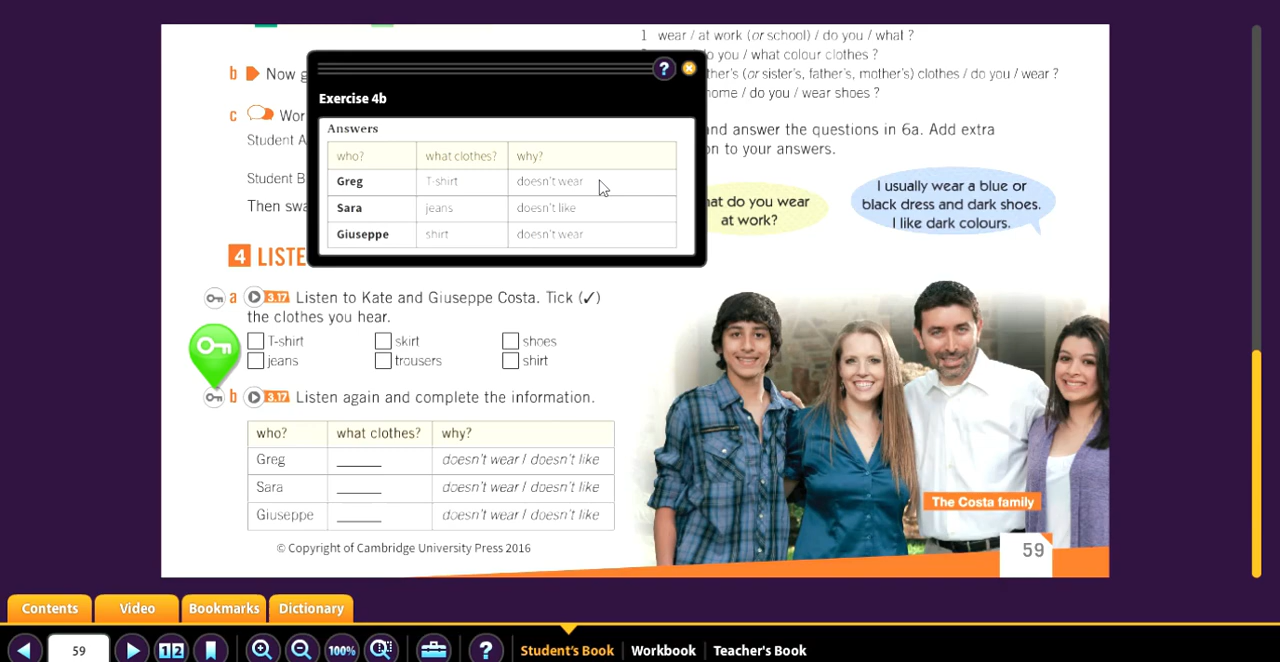 1 wear / at work (or school) / do you / what ?
you / what colour clothes ?
ther's (or sister's, father's, mother's) clothes / do you / wear ?
home / do you / wear shoes ?
and answer the questions in 6a. Add extra
on to your answers.
at do you wear
at work?
I usually wear a blue or
black dress and dark shoes.
I like dark colours.
b Now g
c Wor
Student A
Student B
Then swa
?
Exercise 4b
Answers
who? what clothes? why?
Greg T-shirt doesn't wear
Sara jeans doesn't like
Giuseppe shirt doesn't wear
4 LISTE
a 3.17 Listen to Kate and Giuseppe Costa. Tick (✓)
the clothes you hear.
T-shirt skirt shoes
jeans trousers shirt
b 3.17 Listen again and complete the information.
who? what clothes? why?
Greg ______ doesn't wear / doesn't like
Sara ______ doesn't wear / doesn't like
Giuseppe ______ doesn't wear / doesn't like
© Copyright of Cambridge University Press 2016
The Costa family
59
Contents Video Bookmarks Dictionary
59 12 100% ? Student's Book Workbook Teacher's Book